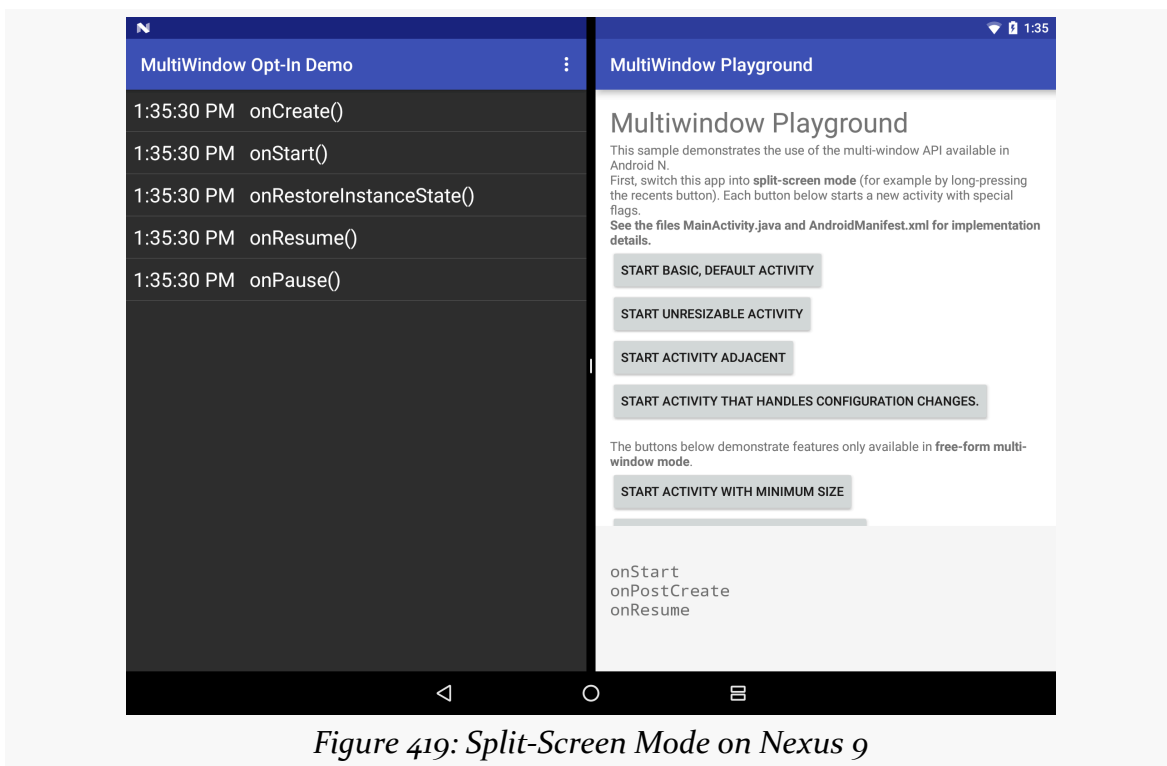 MultiWindow Opt-In Demo
1:35:30 PM onCreate()
1:35:30 PM onStart()
1:35:30 PM onRestoreInstanceState()
1:35:30 PM onResume()
1:35:30 PM onPause()
1:35
MultiWindow Playground
Multiwindow Playground
This sample demonstrates the use of the multi-window API available in
Android N.
First, switch this app into split-screen mode (for example by long-pressing
the recents button). Each button below starts a new activity with special
flags.
See the files MainActivity.java and AndroidManifest.xml for implementation
details.
START BASIC, DEFAULT ACTIVITY
START UNRESIZABLE ACTIVITY
START ACTIVITY ADJACENT
START ACTIVITY THAT HANDLES CONFIGURATION CHANGES.
The buttons below demonstrate features only available in free-form multi-
window mode.
START ACTIVITY WITH MINIMUM SIZE
onStart
onPostCreate
onResume
Figure 419: Split-Screen Mode on Nexus 9